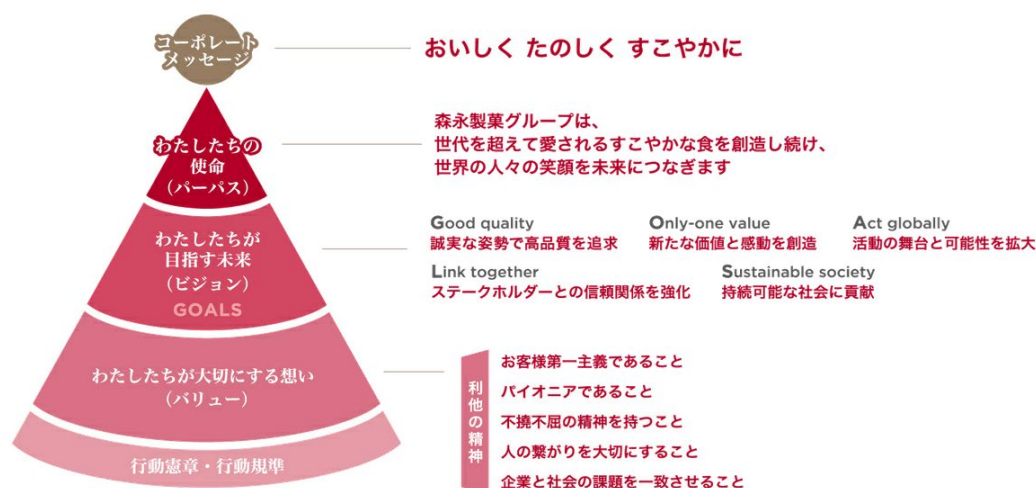 コーポレート
メッセージ
おいしく たのしく すこやかに
わたしたちの
使命
(パーパス)
森永製菓グループは、
世代を超えて愛されるすこやかな食を創造し続け、
世界の人々の笑顔を未来につなぎます
わたしたちが
目指す未来
(ビジョン)
GOALS
Good quality
誠実な姿勢で高品質を追求
Only-one value
新たな価値と感動を創造
Act globally
活動の舞台と可能性を拡大
Link together
ステークホルダーとの信頼関係を強化
Sustainable society
持続可能な社会に貢献
わたしたちが大切にする想い
(バリュー)
利他の精神
お客様第一主義であること
パイオニアであること
不撓不屈の精神を持つこと
人の繋がりを大切にすること
企業と社会の課題を一致させること
行動憲章・行動規準